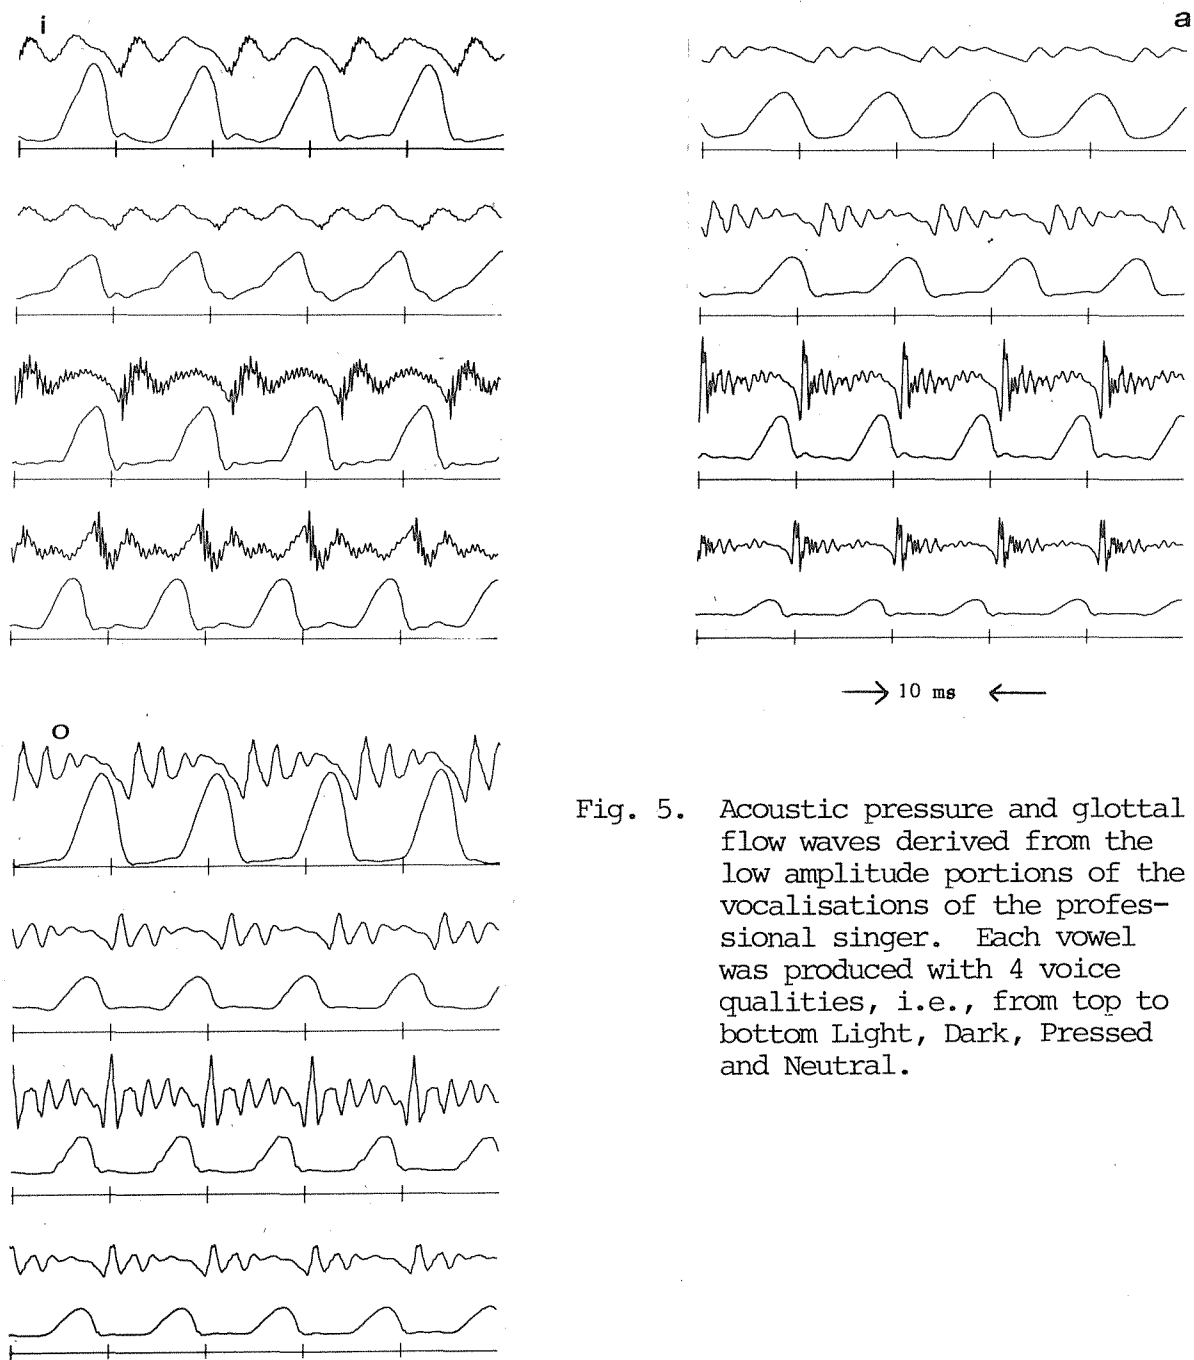 i
a
→ 10 ms ←
o
Fig. 5. Acoustic pressure and glottal
flow waves derived from the
low amplitude portions of the
vocalisations of the profes-
sional singer. Each vowel
was produced with 4 voice
qualities, i.e., from top to
bottom Light, Dark, Pressed
and Neutral.